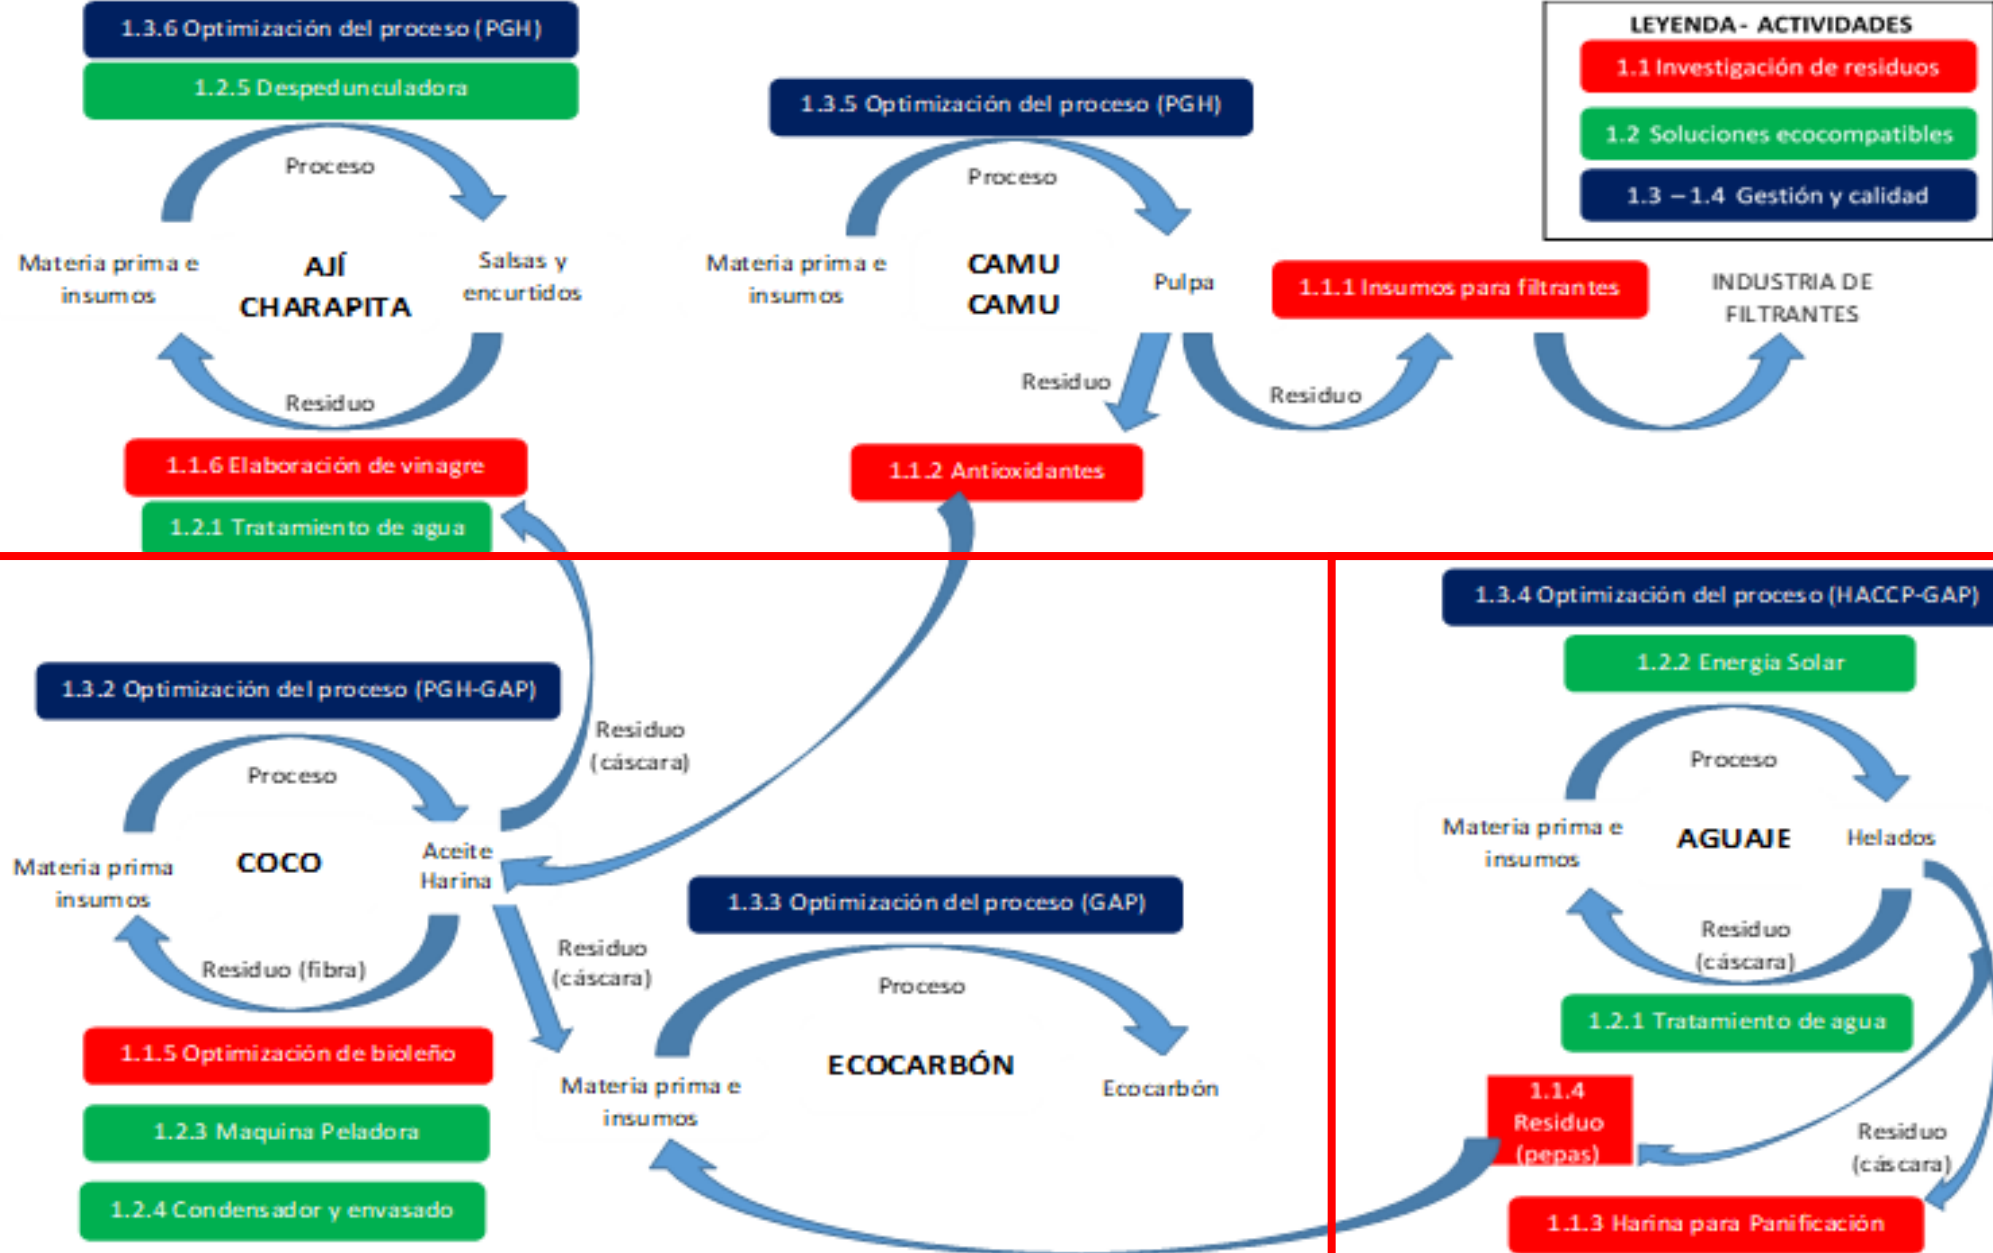 1.3.6 Optimización del proceso (PGH)
1.2.5 Despedunculadora
Proceso
Materia prima e
insumos
AJÍ
CHARAPITA
Salsas y
encurtidos
Residuo
1.1.6 Elaboración de vinagre
1.2.1 Tratamiento de agua
1.3.5 Optimización del proceso (PGH)
Proceso
Materia prima e
insumos
CAMU
CAMU
Pulpa
Residuo
Residuo
1.1.1 Insumos para filtrantes
INDUSTRIA DE
FILTRANTES
1.1.2 Antioxidantes
LEYENDA - ACTIVIDADES
1.1 Investigación de residuos
1.2 Soluciones ecocompatibles
1.3 – 1.4 Gestión y calidad
1.3.2 Optimización del proceso (PGH-GAP)
Proceso
Materia prima
insumos
COCO
Aceite
Harina
Residuo
(cáscara)
Residuo (fibra)
Residuo
(cáscara)
1.1.5 Optimización de bioleño
1.2.3 Maquina Peladora
1.2.4 Condensador y envasado
1.3.3 Optimización del proceso (GAP)
Proceso
Materia prima e
insumos
ECOCARBÓN
Ecocarbón
1.3.4 Optimización del proceso (HACCP-GAP)
1.2.2 Energia Solar
Proceso
Materia prima e
insumos
AGUAJE
Helados
Residuo
(cáscara)
1.2.1 Tratamiento de agua
1.1.4
Residuo
(pepas)
Residuo
(cáscara)
1.1.3 Harina para Panificación